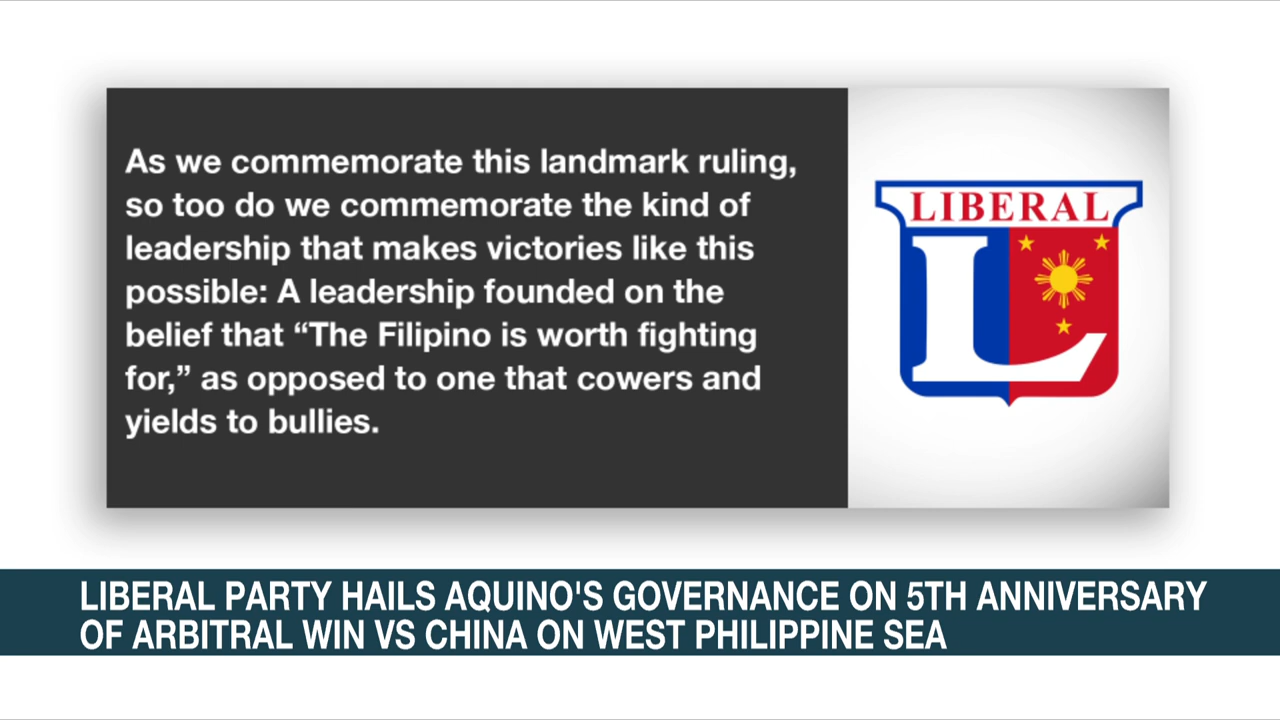 As we commemorate this landmark ruling,
so too do we commemorate the kind of
leadership that makes victories like this
possible: A leadership founded on the
belief that “The Filipino is worth fighting
for,” as opposed to one that cowers and
yields to bullies.
LIBERAL
L
LIBERAL PARTY HAILS AQUINO'S GOVERNANCE ON 5TH ANNIVERSARY
OF ARBITRAL WIN VS CHINA ON WEST PHILIPPINE SEA